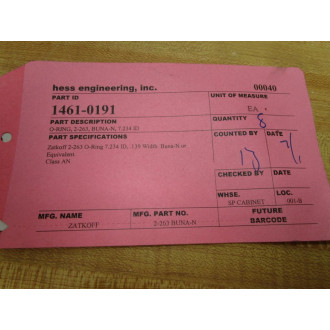 hess engineering, inc.
00040
PART ID
UNIT OF MEASURE
1461-0191
EA
PART DESCRIPTION
QUANTITY 8
O-RING, 2-263, BUNA-N, 7.234 ID
PART SPECIFICATIONS
COUNTED BY
DATE
Zatkoff 2-263 O-Ring 7.234 ID, .139 Width, Buna-N or
Equivalent
Class AN
CHECKED BY
DATE
WHSE.
LOC.
SP CABINET
001-B
MFG. NAME
MFG. PART NO.
FUTURE
BARCODE
ZATKOFF
2-263 BUNA-N